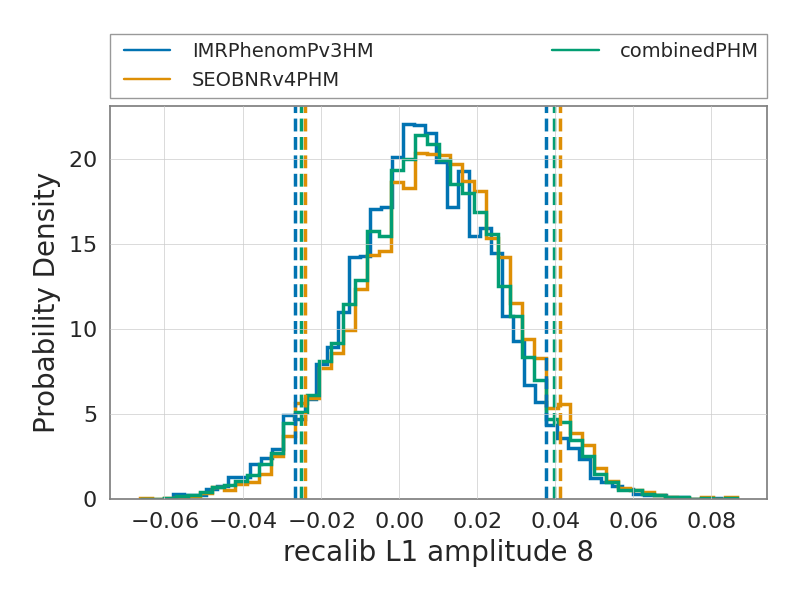 IMRPhenomPv3HM
SEOBNRv4PHM
combinedPHM
Probability Density
20
15
10
5
0
−0.06 −0.04 −0.02 0.00 0.02 0.04 0.06 0.08
recalib L1 amplitude 8